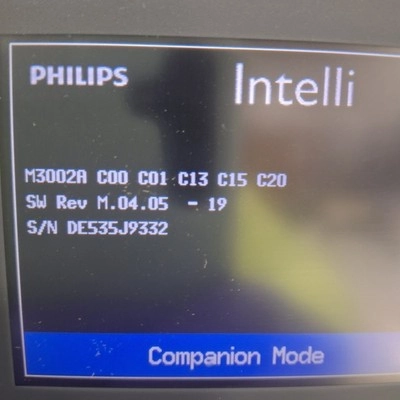 PHILIPS
Intelli
M3002A C00 C01 C13 C15 C20
SW Rev M.04.05 - 19
S/N DE535J9332
Companion Mode